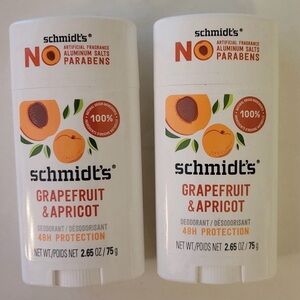 schmidt's
NO ARTIFICIAL FRAGRANCE
ALUMINUM SALTS
PARABENS
100%
schmidt's
GRAPEFRUIT
& APRICOT
DEODORANT / DÉSODORISANT
48H PROTECTION
NET WT./POIDS NET 2.65 OZ / 75 g
schmidt's
NO ARTIFICIAL FRAGRANCE
ALUMINUM SALTS
PARABENS
100%
schmidt's
GRAPEFRUIT
& APRICOT
DEODORANT / DÉSODORISANT
48H PROTECTION
NET WT./POIDS NET 2.65 OZ / 75 g